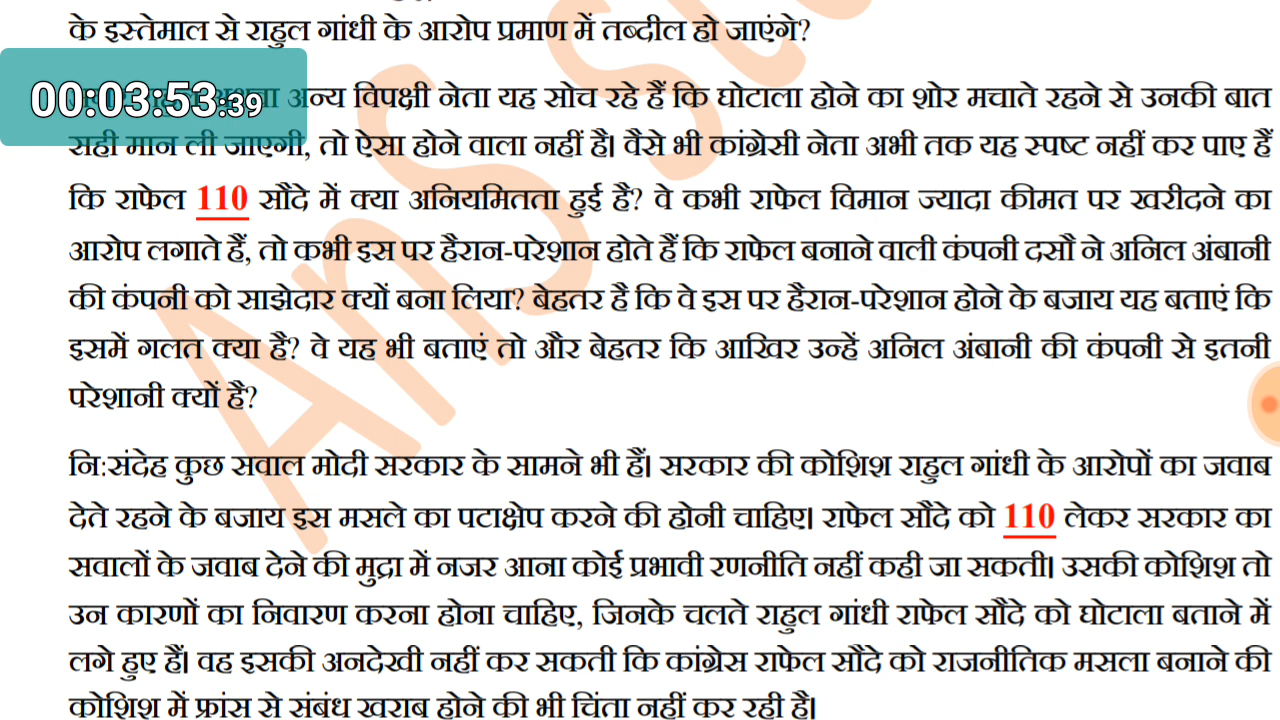 के इस्तेमाल से राहुल गांधी के आरोप प्रमाण में तब्दील हो जाएंगे?
00:03:53:39
अन्य विपक्षी नेता यह सोच रहे हैं कि घोटाला होने का शोर मचाते रहने से उनकी बात
सही मान ली जाएगी, तो ऐसा होने वाला नहीं है। वैसे भी कांग्रेसी नेता अभी तक यह स्पष्ट नहीं कर पाए हैं
कि राफेल 110 सौदे में क्या अनियमितता हुई है? वे कभी राफेल विमान ज्यादा कीमत पर खरीदने का
आरोप लगाते हैं, तो कभी इस पर हैरान-परेशान होते हैं कि राफेल बनाने वाली कंपनी दसौ ने अनिल अंबानी
की कंपनी को साझेदार क्यों बना लिया? बेहतर है कि वे इस पर हैरान-परेशान होने के बजाय यह बताएं कि
इसमें गलत क्या है? वे यह भी बताएं तो और बेहतर कि आखिर उन्हें अनिल अंबानी की कंपनी से इतनी
परेशानी क्यों है?
नि:संदेह कुछ सवाल मोदी सरकार के सामने भी हैं। सरकार की कोशिश राहुल गांधी के आरोपों का जवाब
देते रहने के बजाय इस मसले का पटाक्षेप करने की होनी चाहिए। राफेल सौदे को 110 लेकर सरकार का
सवालों के जवाब देने की मुद्रा में नजर आना कोई प्रभावी रणनीति नहीं कही जा सकती। उसकी कोशिश तो
उन कारणों का निवारण करना होना चाहिए, जिनके चलते राहुल गांधी राफेल सौदे को घोटाला बताने में
लगे हुए हैं। वह इसकी अनदेखी नहीं कर सकती कि कांग्रेस राफेल सौदे को राजनीतिक मसला बनाने की
कोशिश में फ्रांस से संबंध खराब होने की भी चिंता नहीं कर रही है।